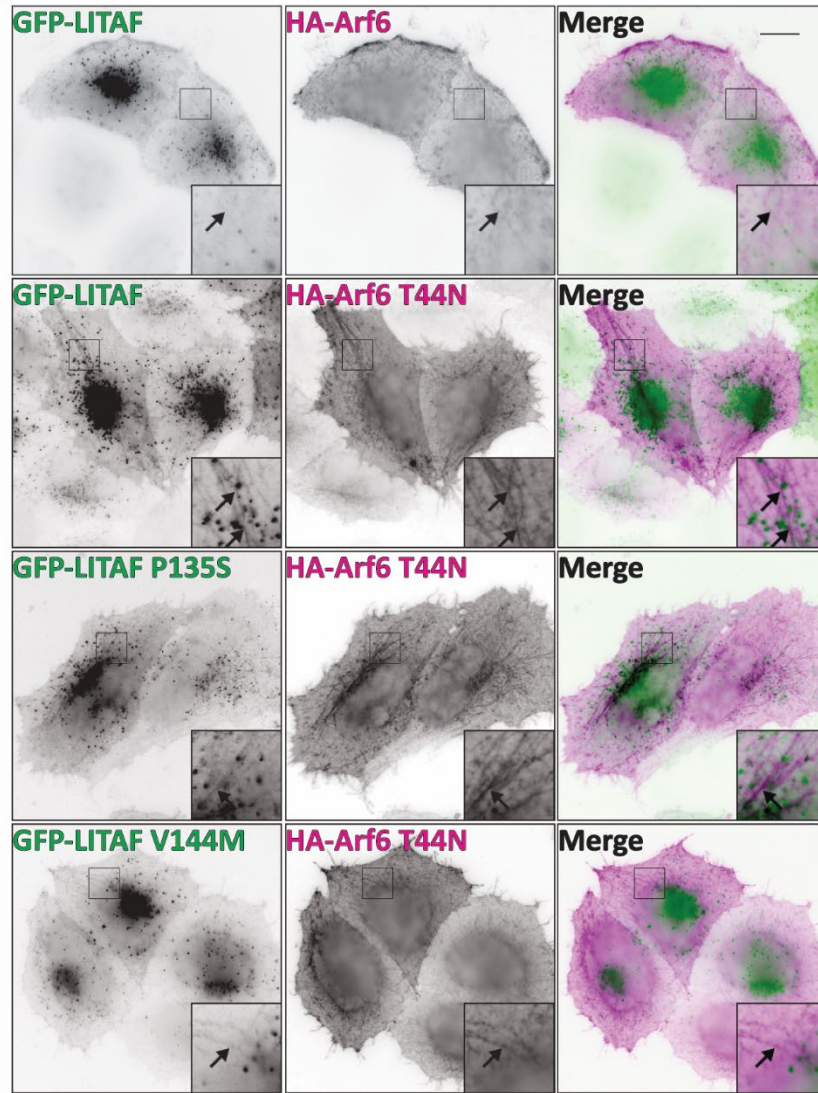 GFP-LITAF HA-Arf6 Merge
GFP-LITAF HA-Arf6 T44N Merge
GFP-LITAF P135S HA-Arf6 T44N Merge
GFP-LITAF V144M HA-Arf6 T44N Merge